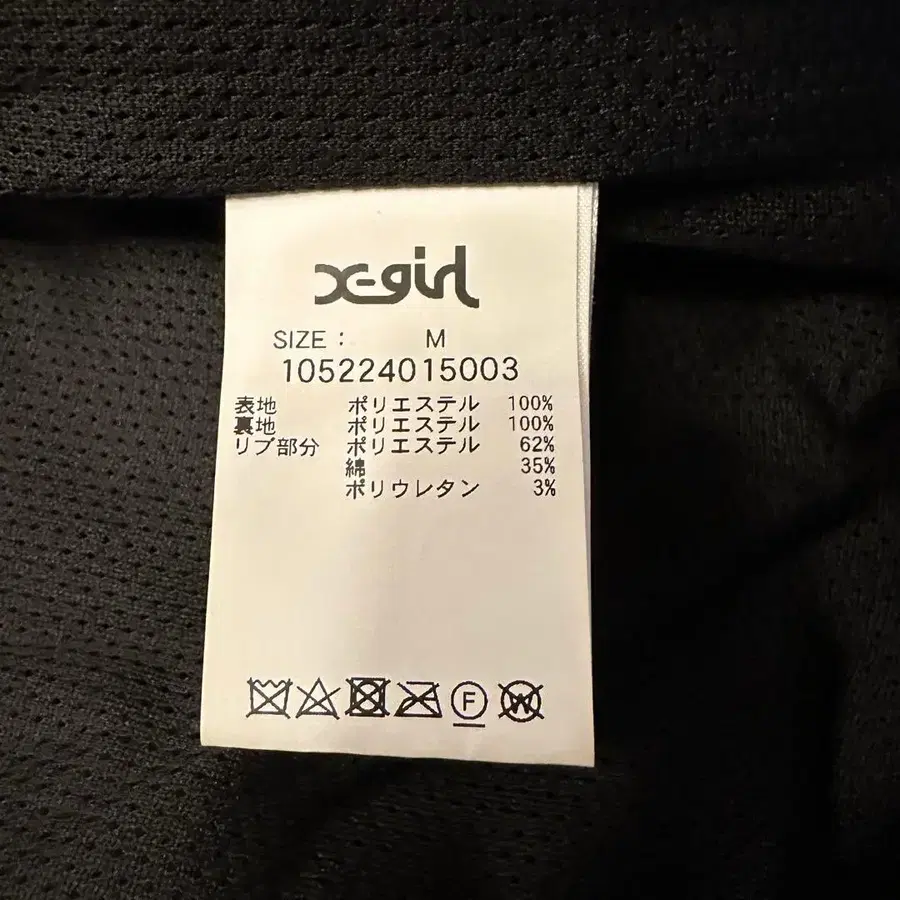 X-girl
SIZE : M
105224015003
表地 ポリエステル 100%
裏地 ポリエステル 100%
リブ部分 ポリエステル 62%
綿 35%
ポリウレタン 3%
F W